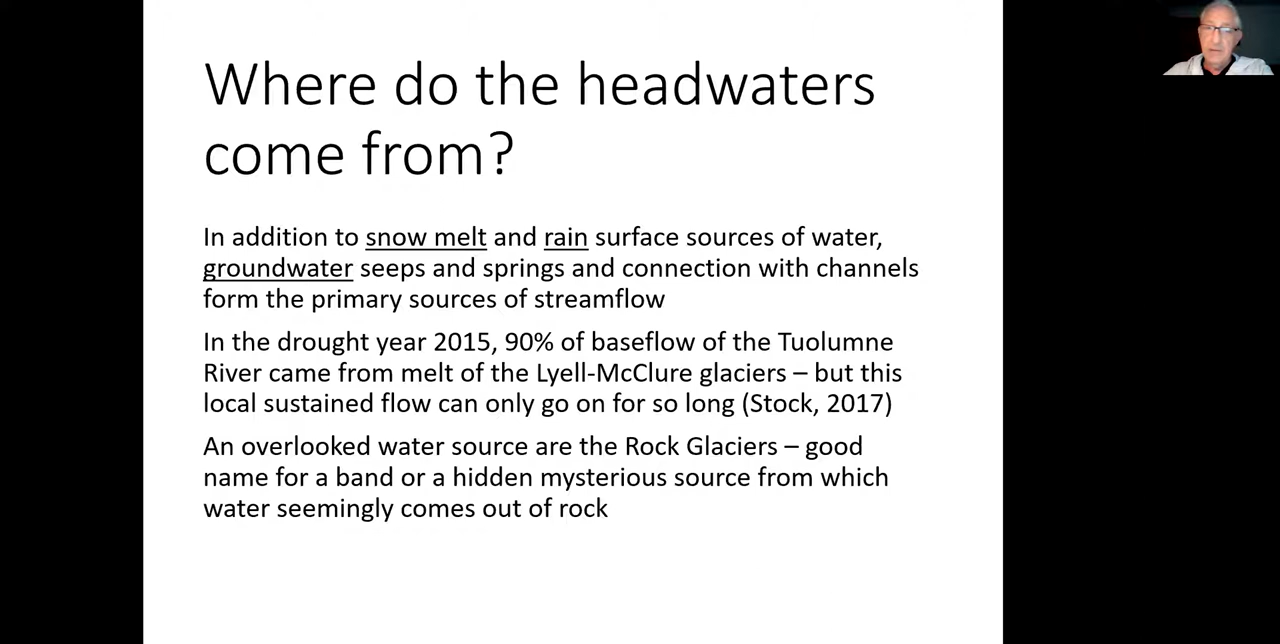 Where do the headwaters
come from?
In addition to snow melt and rain surface sources of water,
groundwater seeps and springs and connection with channels
form the primary sources of streamflow
In the drought year 2015, 90% of baseflow of the Tuolumne
River came from melt of the Lyell-McClure glaciers – but this
local sustained flow can only go on for so long (Stock, 2017)
An overlooked water source are the Rock Glaciers – good
name for a band or a hidden mysterious source from which
water seemingly comes out of rock